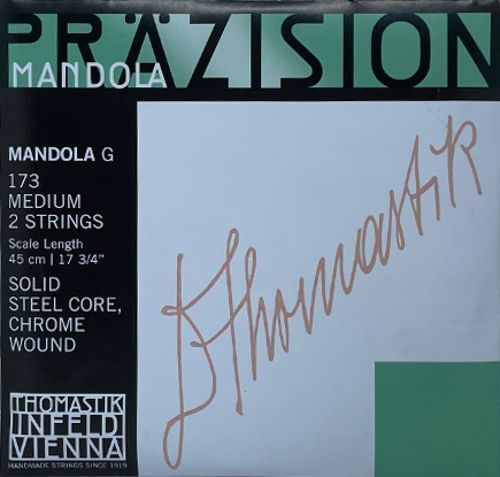 PRÄZISION
MANDOLA
MANDOLA G
173
MEDIUM
2 STRINGS
Scale Length
45 cm | 17 3/4"
SOLID
STEEL CORE,
CHROME
WOUND
Thomastik
THOMASTIK
INFELD
VIENNA
HANDMADE STRINGS SINCE 1919